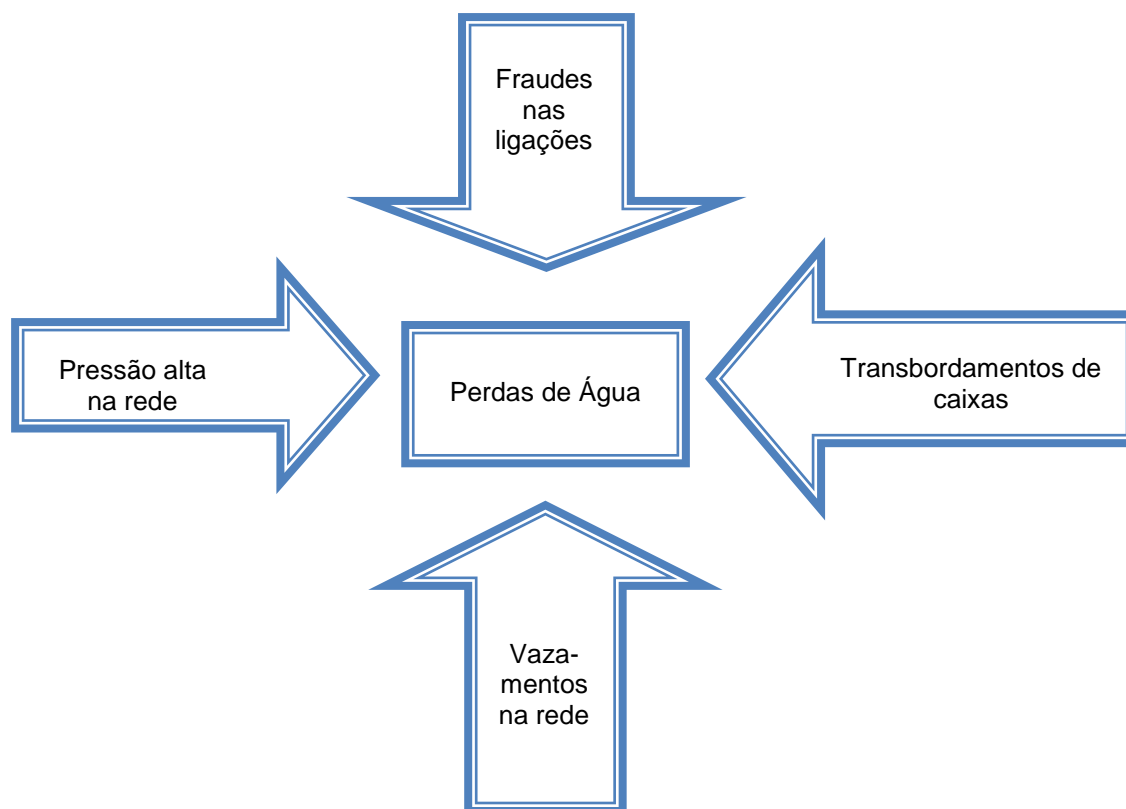 Fraudes
nas
ligações
Pressão alta
na rede
Perdas de Água
Transbordamentos de
caixas
Vaza-
mentos
na rede